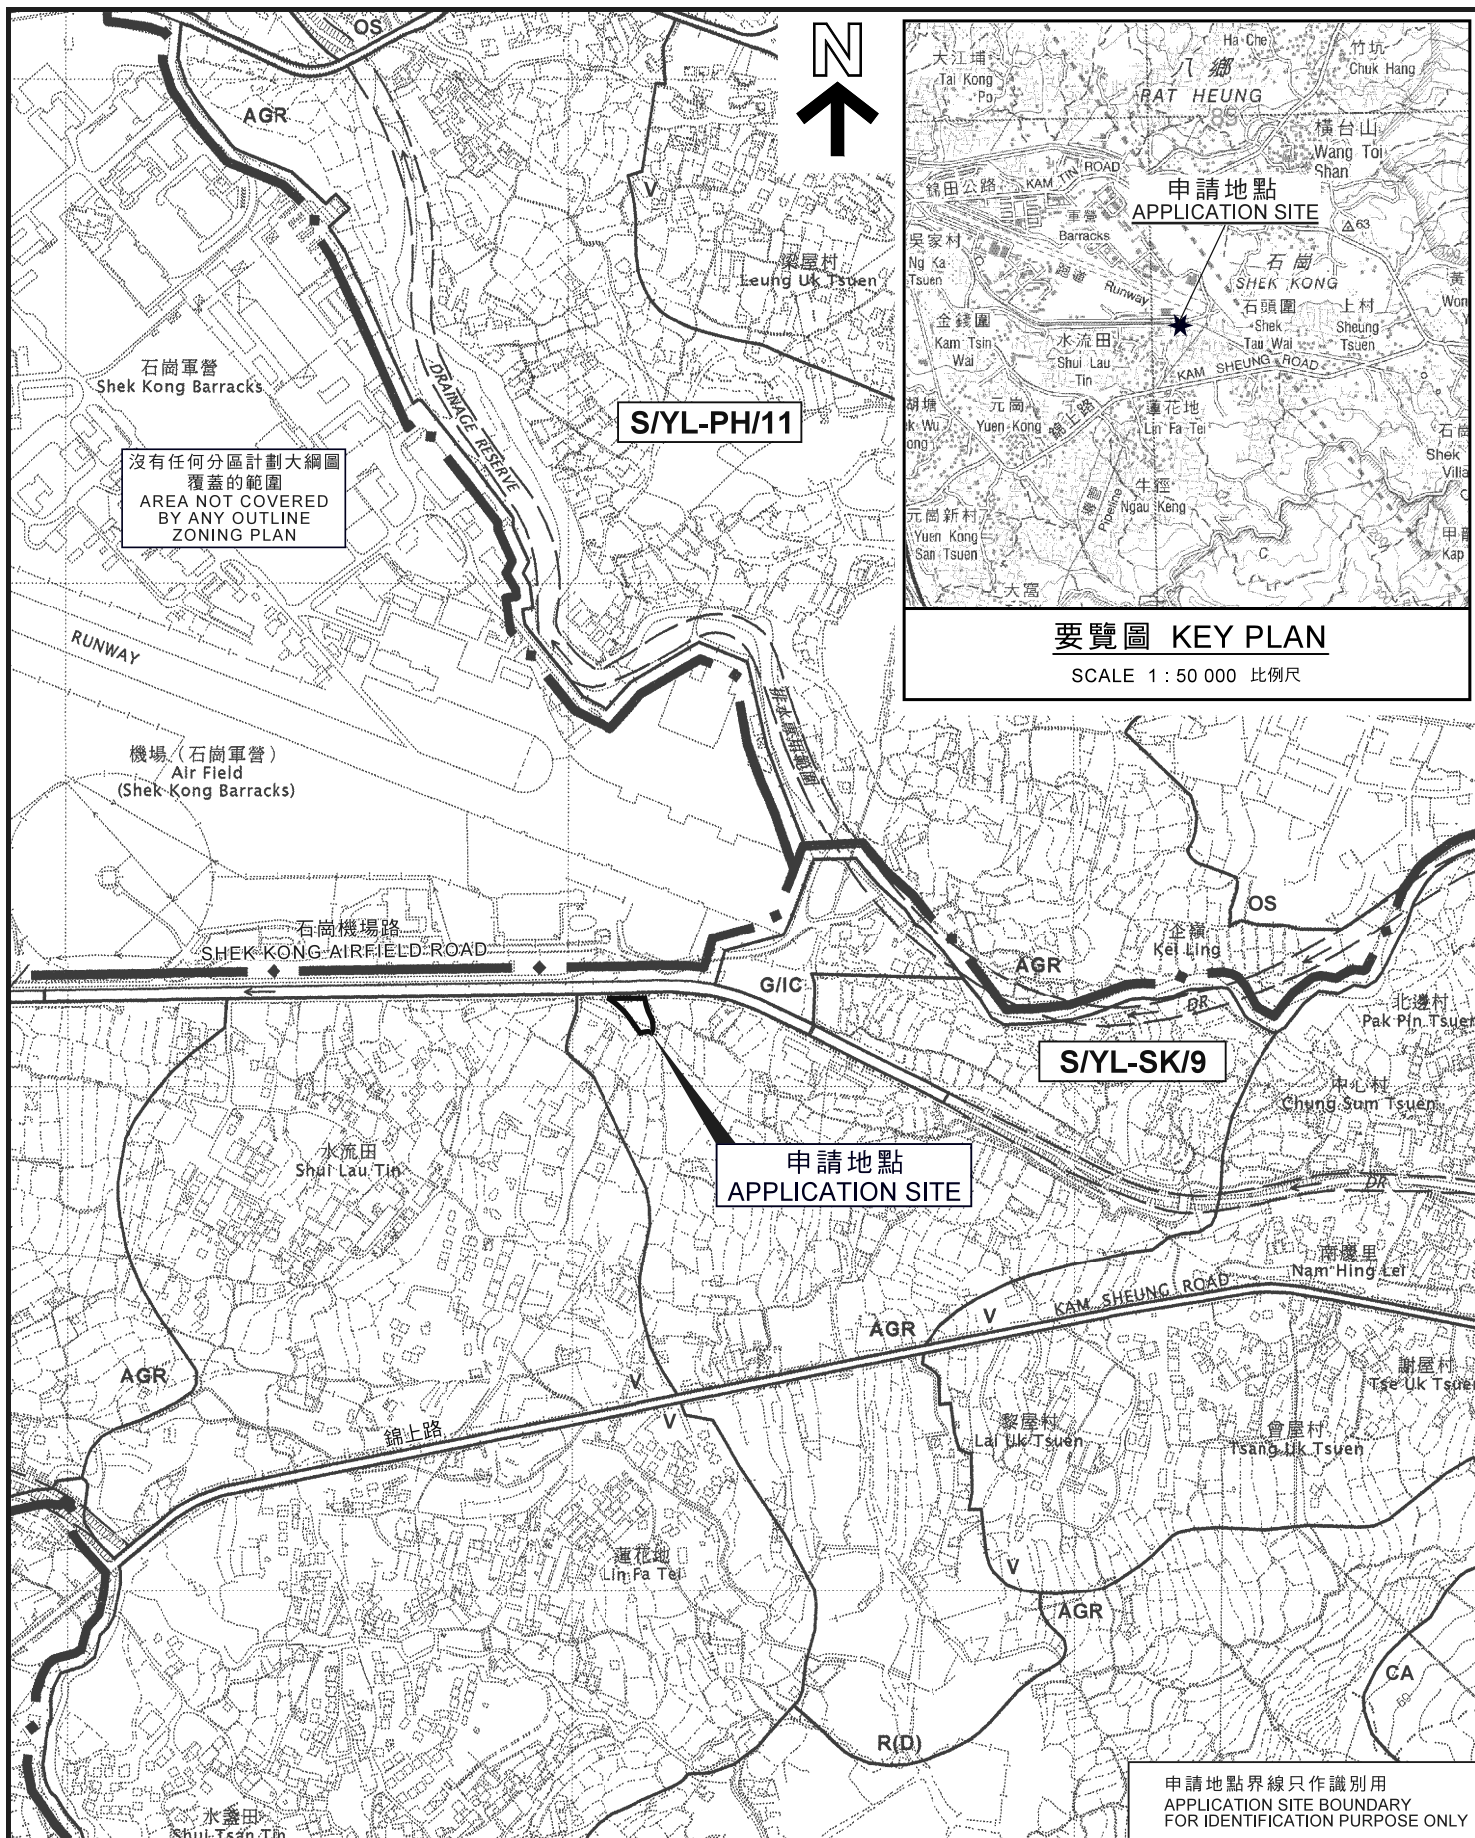 OS
AGR
N
V
梁屋村
Leung Uk Tsuen
石崗軍營
Shek Kong Barracks
DRAINAGE RESERVE
S/YL-PH/11
沒有任何分區計劃大綱圖
覆蓋的範圍
AREA NOT COVERED
BY ANY OUTLINE
ZONING PLAN
RUNWAY
機場（石崗軍營）
Air Field
(Shek Kong Barracks)
大江埔
Tai Kong
Po
Ha Che
八鄉
PAT HEUNG
竹坑
Chuk Hang
橫台山
Wang Toi
Shan
錦田公路
KAM TIN ROAD
申請地點
APPLICATION SITE
軍營
Barracks
63
吳家村
Ng Ka
Tsuen
跑道
Runway
石崗
SHEK KONG
金錢圍
Kam Tsin
Wai
水流田
Shui Lau
Tin
石頭圍
Shek
Tau Wai
上村
Sheung
Tsuen
KAM SHEUNG ROAD
錦上路
元崗
Yuen Kong
蓮花地
Lin Fa Tei
牛徑
Ngau Keng
Pipeline
元崗新村
Yuen Kong
San Tsuen
大窩
要覽圖 KEY PLAN
SCALE 1 : 50 000 比例尺
石崗機場路
SHEK KONG AIRFIELD ROAD
G/IC
AGR
企嶺
Kei Ling
OS
DR
北邊村
Pak Pin Tsuen
S/YL-SK/9
中心村
Chung Sum Tsuen
水流田
Shui Lau Tin
申請地點
APPLICATION SITE
DR
南慶里
Nam Hing Lei
KAM SHEUNG ROAD
V
AGR
AGR
V
V
錦上路
謝屋村
Tse Uk Tsuen
黎屋村
Lai Uk Tsuen
曾屋村
Tsang Uk Tsuen
蓮花地
Lin Fa Tei
V
AGR
CA
R(D)
水盞田
Shui Tsan Tin
申請地點界線只作識別用
APPLICATION SITE BOUNDARY
FOR IDENTIFICATION PURPOSE ONLY